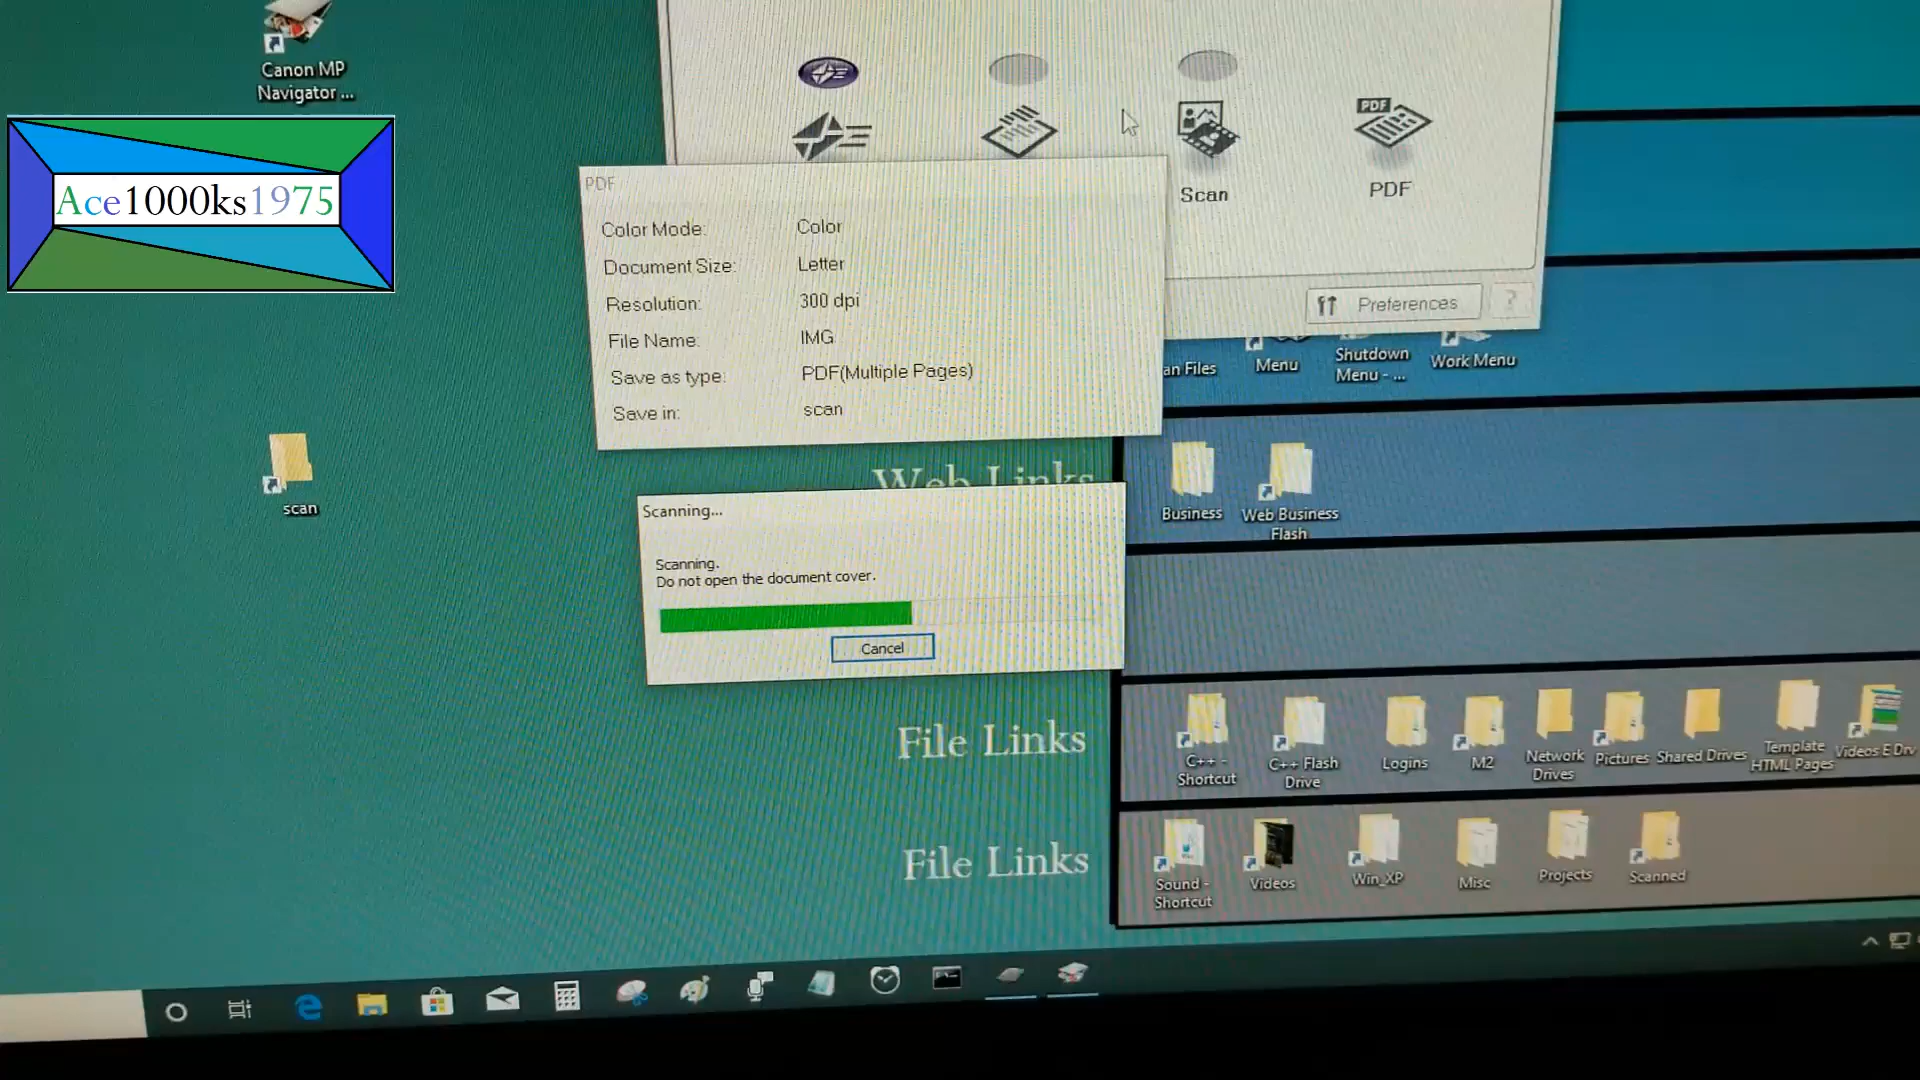 Canon MP
Navigator ...
Ace1000ks1975
PDF
Scan
PDF
PDF
Color Mode: Color
Document Size: Letter
Resolution: 300 dpi
File Name: IMG
Save as type: PDF(Multiple Pages)
Save in: scan
Preferences
?
an Files
Menu
Shutdown
Menu - ...
Work Menu
scan
Web Links
Business
Web Business
Flash
Scanning...
Scanning.
Do not open the document cover.
Cancel
File Links
C++ -
Shortcut
C++ Flash
Drive
Logins
M2
Network
Drives
Pictures
Shared Drives
Template
HTML Pages
Videos E Drv
File Links
Sound -
Shortcut
Videos
Win_XP
Misc
Projects
Scanned